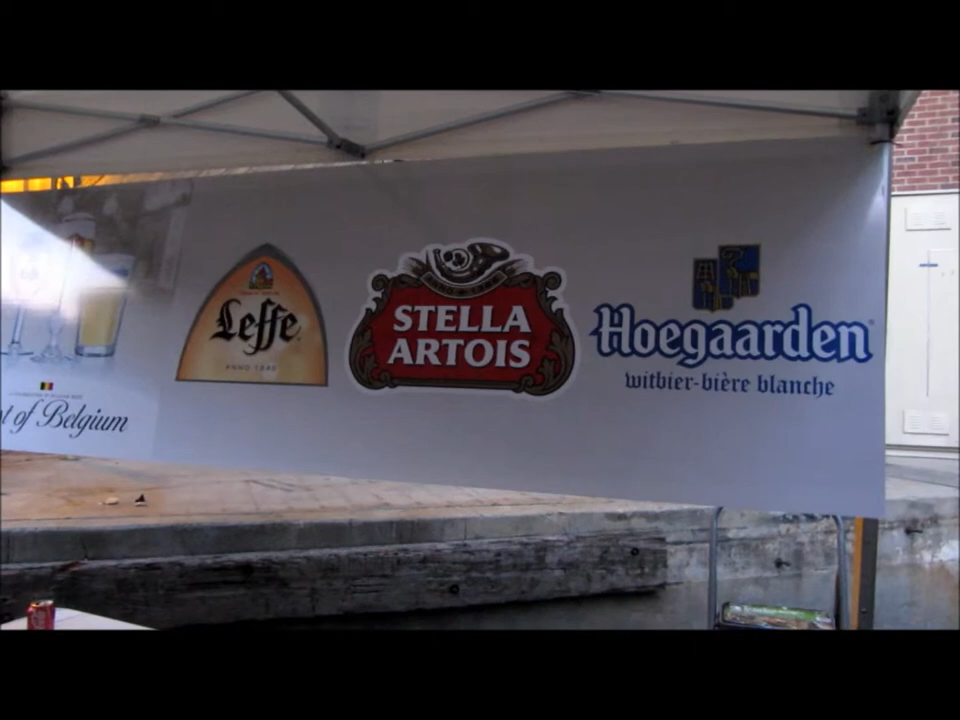 t of Belgium
Leffe
ANNO 1240
STELLA
ARTOIS
Hoegaarden®
witbier-bière blanche